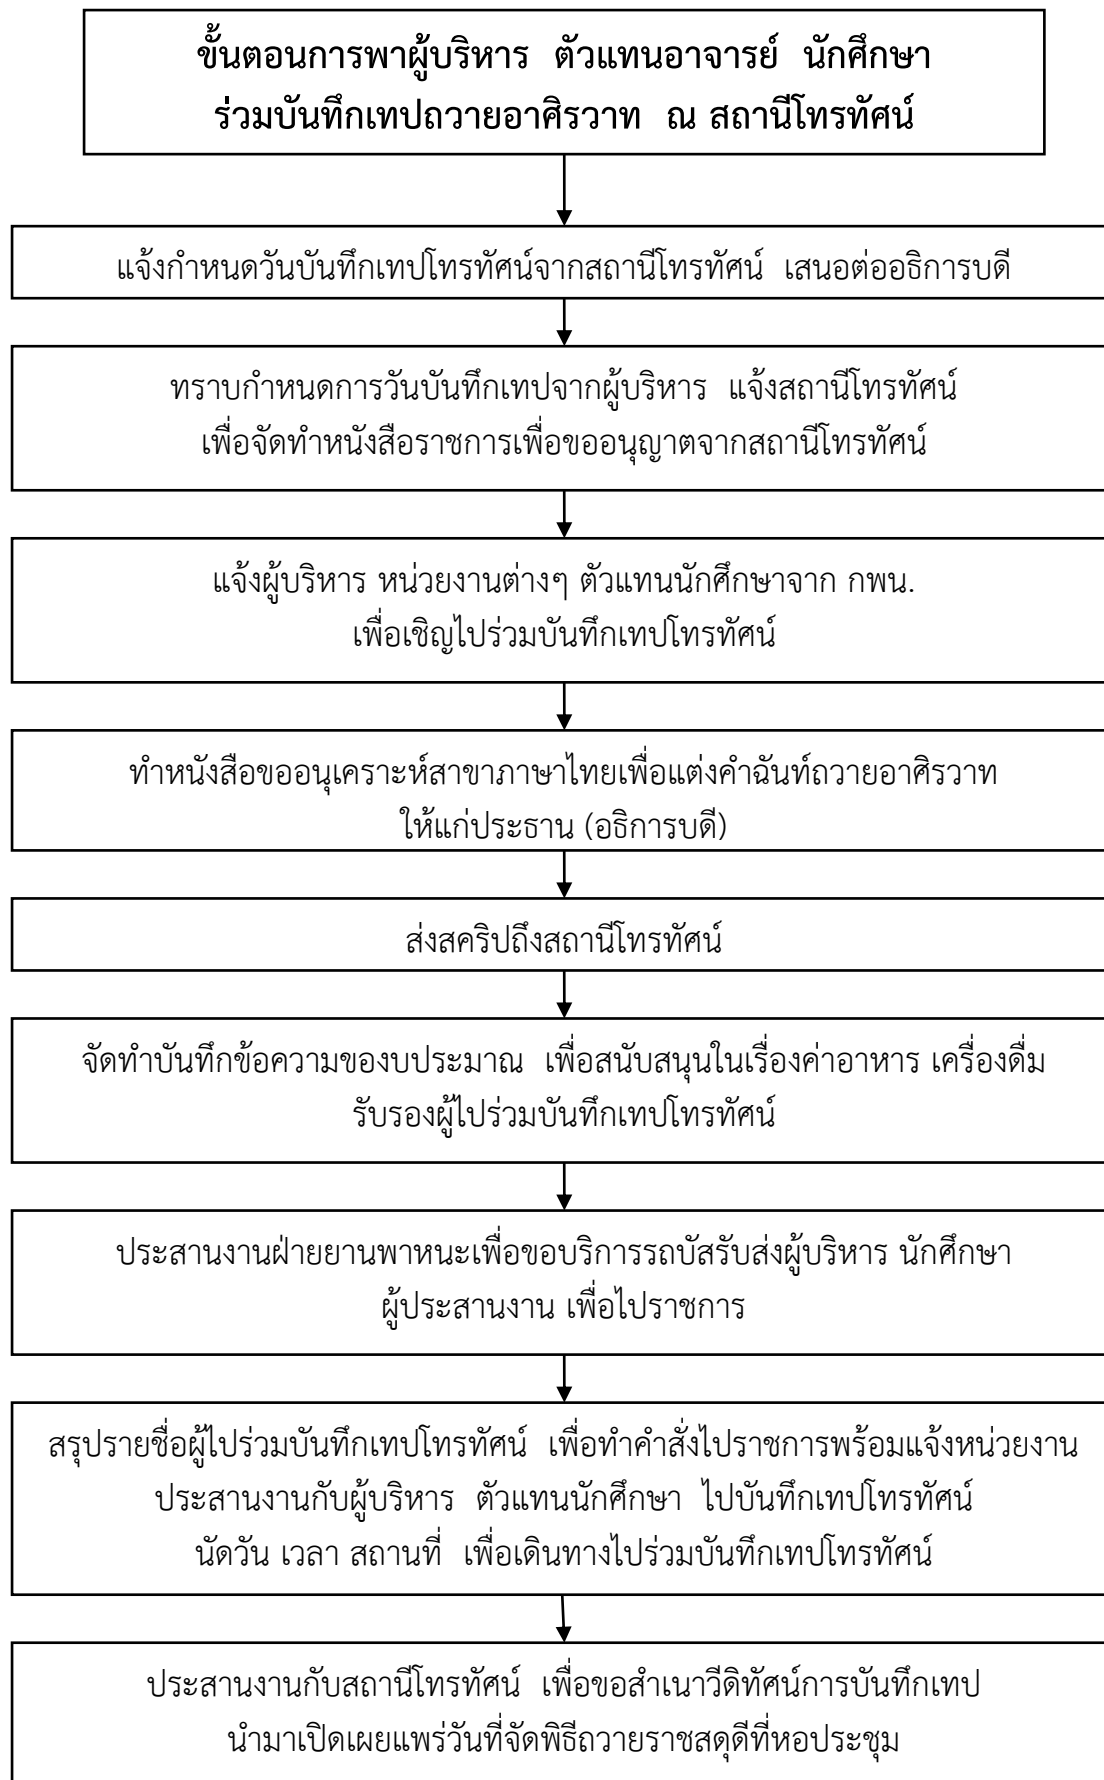 ขั้นตอนการพาผู้บริหาร ตัวแทนอาจารย์ นักศึกษา
ร่วมบันทึกเทปถวายอาศิรวาท ณ สถานีโทรทัศน์
แจ้งกำหนดวันบันทึกเทปโทรทัศน์จากสถานีโทรทัศน์ เสนอต่ออธิการบดี
ทราบกำหนดการวันบันทึกเทปจากผู้บริหาร แจ้งสถานีโทรทัศน์
เพื่อจัดทำหนังสือราชการเพื่อขออนุญาตจากสถานีโทรทัศน์
แจ้งผู้บริหาร หน่วยงานต่างๆ ตัวแทนนักศึกษาจาก กพน.
เพื่อเชิญไปร่วมบันทึกเทปโทรทัศน์
ทำหนังสือขออนุเคราะห์สาขาภาษาไทยเพื่อแต่งคำฉันท์ถวายอาศิรวาท
ให้แก่ประธาน (อธิการบดี)
ส่งสคริปถึงสถานีโทรทัศน์
จัดทำบันทึกข้อความของบประมาณ เพื่อสนับสนุนในเรื่องค่าอาหาร เครื่องดื่ม
รับรองผู้ไปร่วมบันทึกเทปโทรทัศน์
ประสานงานฝ่ายยานพาหนะเพื่อขอบริการรถบัสรับส่งผู้บริหาร นักศึกษา
ผู้ประสานงาน เพื่อไปราชการ
สรุปรายชื่อผู้ไปร่วมบันทึกเทปโทรทัศน์ เพื่อทำคำสั่งไปราชการพร้อมแจ้งหน่วยงาน
ประสานงานกับผู้บริหาร ตัวแทนนักศึกษา ไปบันทึกเทปโทรทัศน์
นัดวัน เวลา สถานที่ เพื่อเดินทางไปร่วมบันทึกเทปโทรทัศน์
ประสานงานกับสถานีโทรทัศน์ เพื่อขอสำเนาวีดิทัศน์การบันทึกเทป
นำมาเปิดเผยแพร่วันที่จัดพิธีถวายราชสดุดีที่หอประชุม